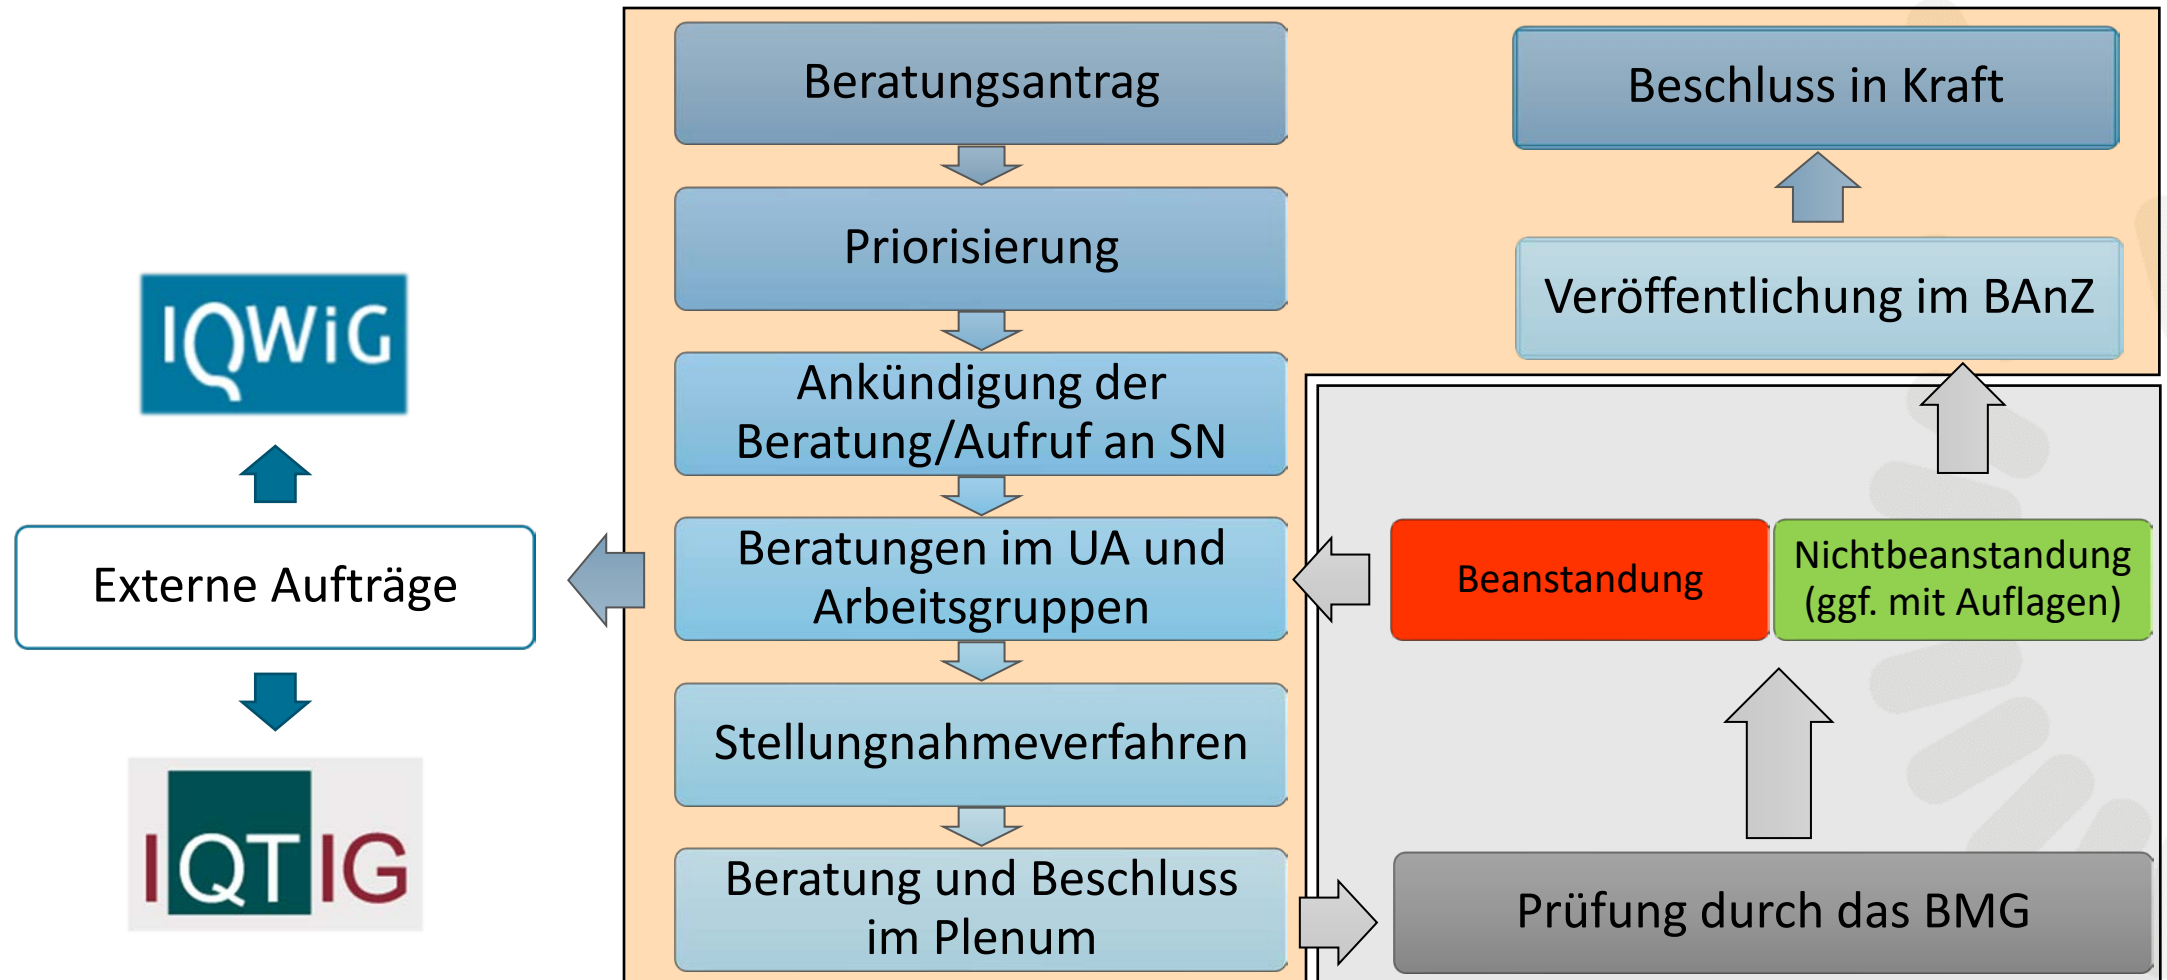 Beratungsantrag
Priorisierung
Ankündigung der
Beratung/Aufruf an SN
Beratungen im UA und
Arbeitsgruppen
Stellungnahmeverfahren
Beratung und Beschluss
im Plenum
IQWiG
Externe Aufträge
IQTIG
Beschluss in Kraft
Veröffentlichung im BAnZ
Beanstandung
Nichtbeanstandung
(ggf. mit Auflagen)
Prüfung durch das BMG